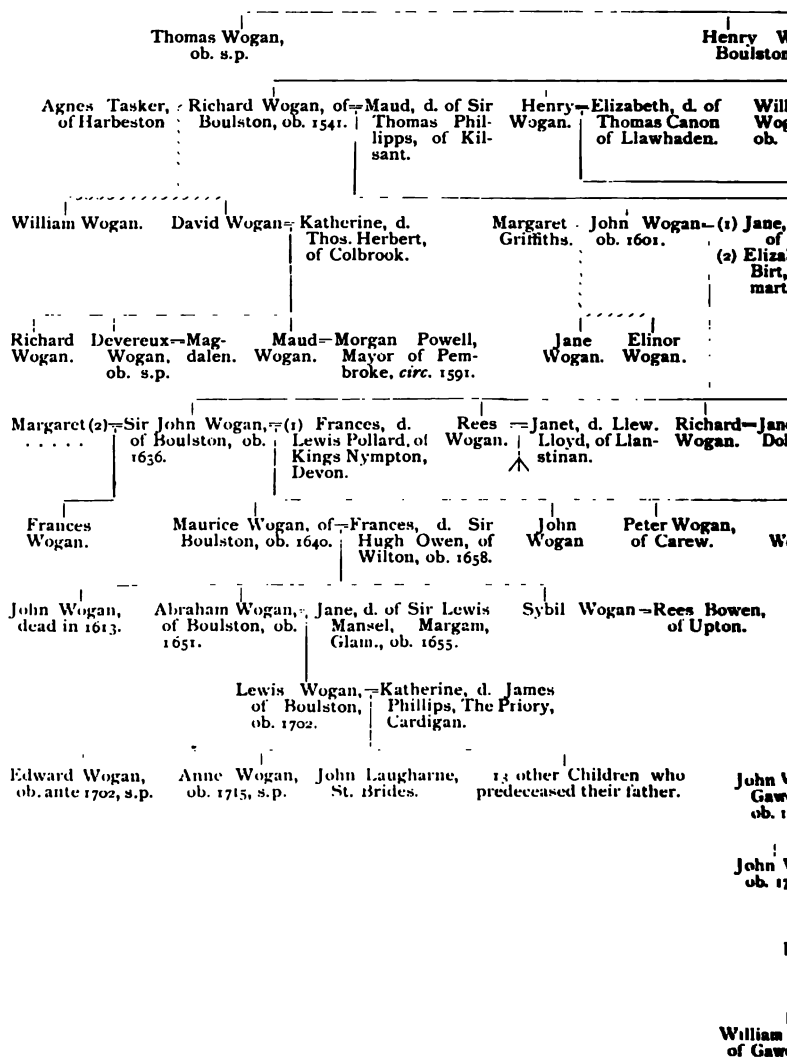 Thomas Wogan,
ob. s.p.
Henry W
Boulston
Agnes Tasker,
of Harbeston
Richard Wogan, of
Boulston, ob. 1541.
Maud, d. of Sir
Thomas Phil-
lipps, of Kil-
sant.
Henry
Wogan.
Elizabeth, d. of
Thomas Canon
of Llawhaden.
Will
Wog
ob.
William Wogan.
David Wogan
Katherine, d.
Thos. Herbert,
of Colbrook.
Margaret
Griffiths.
John Wogan
ob. 1601.
(1) Jane,
of
(2) Eliza
Birt,
mart
Richard
Wogan.
Devereux
Wogan,
ob. s.p.
Mag-
dalen.
Maud
Wogan.
Morgan Powell,
Mayor of Pem-
broke, circ. 1591.
Jane
Wogan.
Elinor
Wogan.
Margaret (2)
. . . . .
Sir John Wogan,
of Boulston, ob.
1636.
(1) Frances, d.
Lewis Pollard, of
Kings Nympton,
Devon.
Rees
Wogan.
Janet, d. Llew.
Lloyd, of Llan-
stinan.
Richard
Wogan.
Jane
Dol
Frances
Wogan.
Maurice Wogan, of
Boulston, ob. 1640.
Frances, d. Sir
Hugh Owen, of
Wilton, ob. 1658.
John
Wogan
Peter Wogan,
of Carew.
W
John Wogan,
dead in 1613.
Abraham Wogan,
of Boulston, ob.
1651.
Jane, d. of Sir Lewis
Mansel, Margam,
Glam., ob. 1655.
Sybil Wogan
Rees Bowen,
of Upton.
Lewis Wogan,
of Boulston,
ob. 1702.
Katherine, d. James
Phillips, The Priory,
Cardigan.
Edward Wogan,
ob. ante 1702, s.p.
Anne Wogan,
ob. 1715, s.p.
John Laugharne,
St. Brides.
13 other Children who
predeceased their father.
John W
Gaw
ob. 1
John W
ob. 17
William
of Gaw